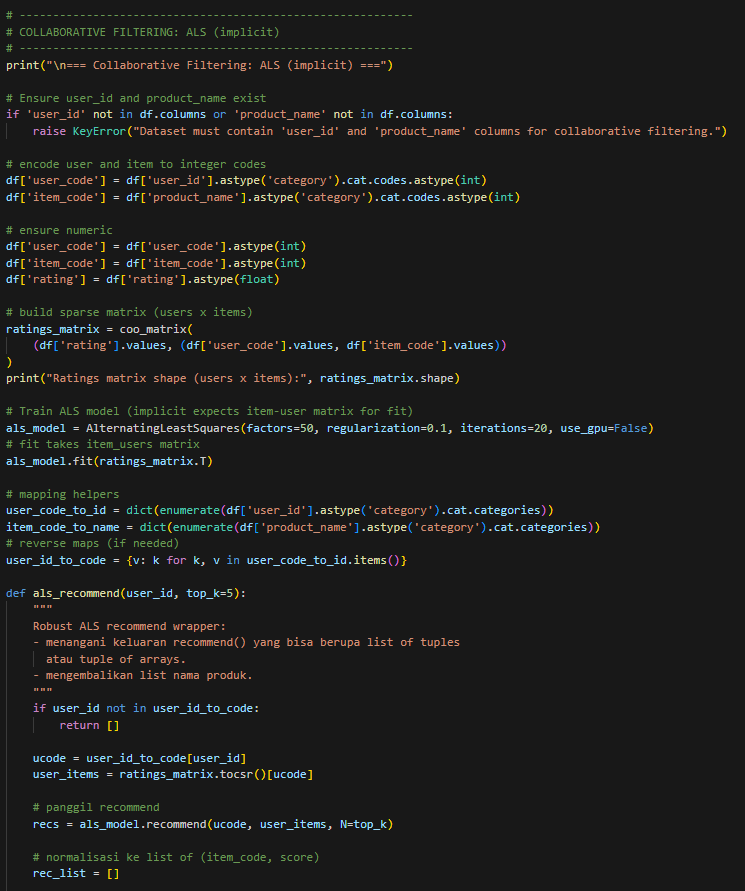 # -----------------------------------------------------------
# COLLABORATIVE FILTERING: ALS (implicit)
# -----------------------------------------------------------
print("\n=== Collaborative Filtering: ALS (implicit) ===")

# Ensure user_id and product_name exist
if 'user_id' not in df.columns or 'product_name' not in df.columns:
    raise KeyError("Dataset must contain 'user_id' and 'product_name' columns for collaborative filtering.")

# encode user and item to integer codes
df['user_code'] = df['user_id'].astype('category').cat.codes.astype(int)
df['item_code'] = df['product_name'].astype('category').cat.codes.astype(int)

# ensure numeric
df['user_code'] = df['user_code'].astype(int)
df['item_code'] = df['item_code'].astype(int)
df['rating'] = df['rating'].astype(float)

# build sparse matrix (users x items)
ratings_matrix = coo_matrix(
    (df['rating'].values, (df['user_code'].values, df['item_code'].values))
)
print("Ratings matrix shape (users x items):", ratings_matrix.shape)

# Train ALS model (implicit expects item-user matrix for fit)
als_model = AlternatingLeastSquares(factors=50, regularization=0.1, iterations=20, use_gpu=False)
# fit takes item_users matrix
als_model.fit(ratings_matrix.T)

# mapping helpers
user_code_to_id = dict(enumerate(df['user_id'].astype('category').cat.categories))
item_code_to_name = dict(enumerate(df['product_name'].astype('category').cat.categories))
# reverse maps (if needed)
user_id_to_code = {v: k for k, v in user_code_to_id.items()}

def als_recommend(user_id, top_k=5):
    """
    Robust ALS recommend wrapper:
    - menangani keluaran recommend() yang bisa berupa list of tuples
      atau tuple of arrays.
    - mengembalikan list nama produk.
    """
    if user_id not in user_id_to_code:
        return []

    ucode = user_id_to_code[user_id]
    user_items = ratings_matrix.tocsr()[ucode]

    # panggil recommend
    recs = als_model.recommend(ucode, user_items, N=top_k)

    # normalisasi ke list of (item_code, score)
    rec_list = []